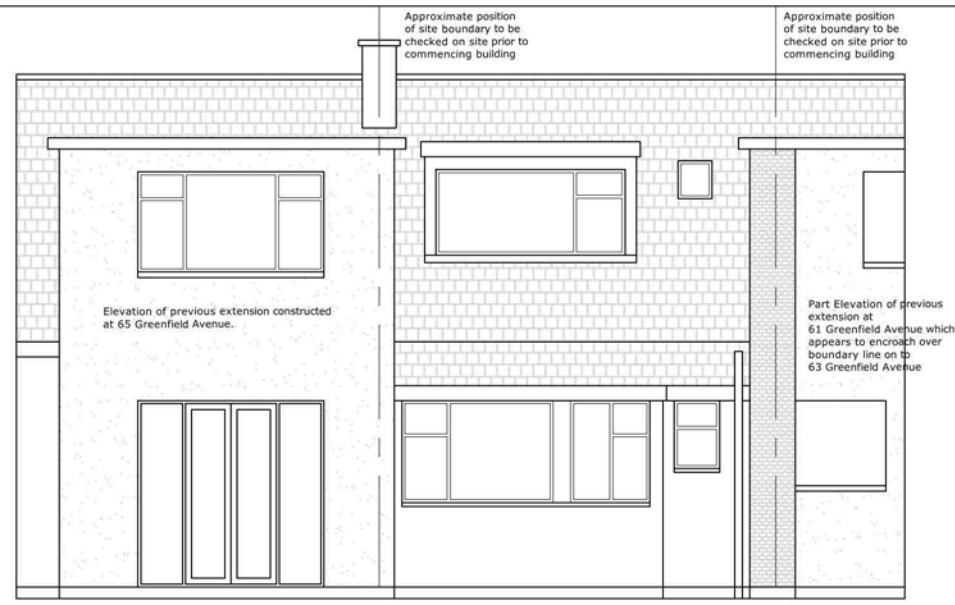 Approximate position
of site boundary to be
checked on site prior to
commencing building
Approximate position
of site boundary to be
checked on site prior to
commencing building
Elevation of previous extension constructed
at 65 Greenfield Avenue.
Part Elevation of previous
extension at
61 Greenfield Avenue which
appears to encroach over
boundary line on to
63 Greenfield Avenue